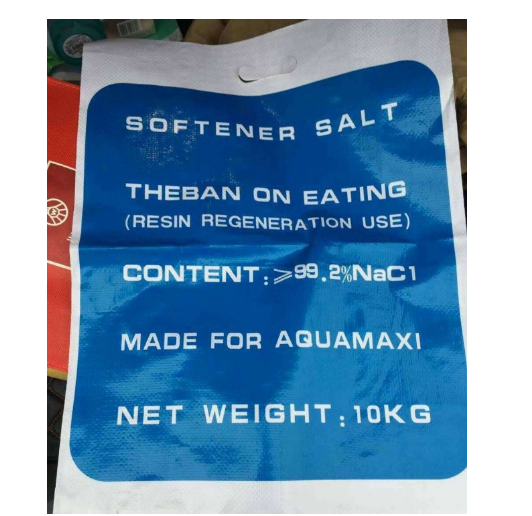 SOFTENER SALT
THEBAN ON EATING
(RESIN REGENERATION USE)
CONTENT:≥99.2%NaC1
MADE FOR AQUAMAXI
NET WEIGHT:10KG